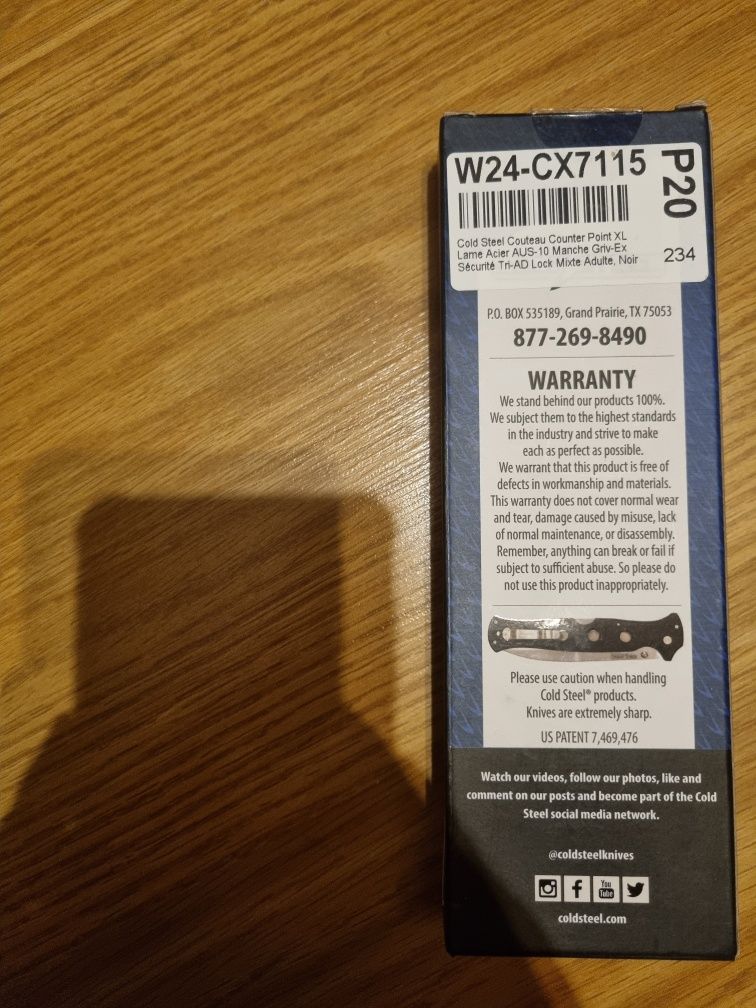 W24-CX7115
P20
Cold Steel Couteau Counter Point XL
Lame Acier AUS-10 Manche Griv-Ex
Sécurité Tri-AD Lock Mixte Adulte, Noir
234
P.O. BOX 535189, Grand Prairie, TX 75053
877-269-8490
WARRANTY
We stand behind our products 100%.
We subject them to the highest standards
in the industry and strive to make
each as perfect as possible.
We warrant that this product is free of
defects in workmanship and materials.
This warranty does not cover normal wear
and tear, damage caused by misuse, lack
of normal maintenance, or disassembly.
Remember, anything can break or fail if
subject to sufficient abuse. So please do
not use this product inappropriately.
Please use caution when handling
Cold Steel® products.
Knives are extremely sharp.
US PATENT 7,469,476
Watch our videos, follow our photos, like and
comment on our posts and become part of the Cold
Steel social media network.
@coldsteelknives
You
Tube
coldsteel.com